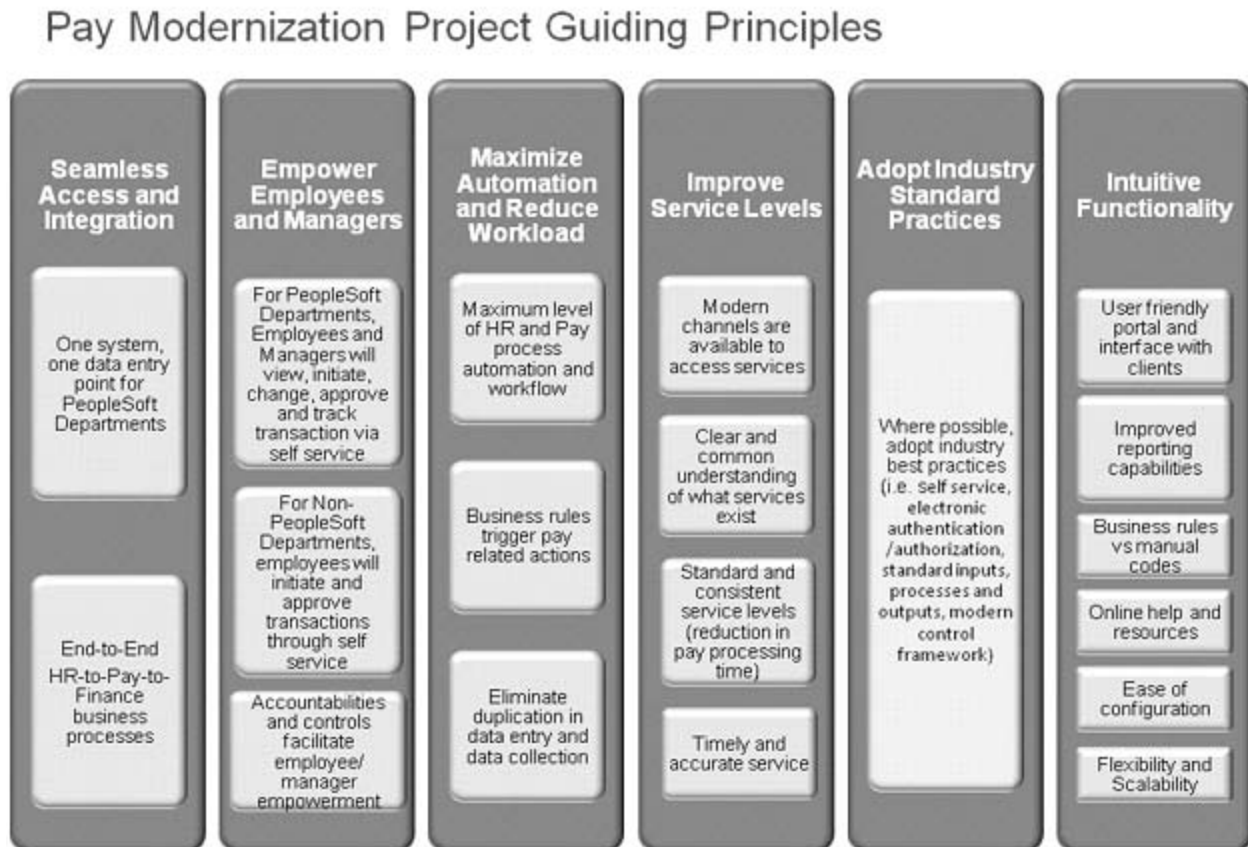 Pay Modernization Project Guiding Principles
Seamless
Access and
Integration
One system,
one data entry
point for
PeopleSoft
Departments
End-to-End
HR-to-Pay-to-
Finance
business
processes
Empower
Employees
and Managers
For PeopleSoft
Departments,
Employees and
Managers will
view, initiate,
change, approve
and track
transaction via
self service
For Non-
PeopleSoft
Departments,
employees will
initiate and
approve
transactions
through self
service
Accountabilities
and controls
facilitate
employee/
manager
empowerment
Maximize
Automation
and Reduce
Workload
Maximum level
of HR and Pay
process
automation and
workflow
Business rules
trigger pay
related actions
Eliminate
duplication in
data entry and
data collection
Improve
Service Levels
Modern
channels are
available to
access services
Clear and
common
understanding
of what services
exist
Standard and
consistent
service levels
(reduction in
pay processing
time)
Timely and
accurate service
Adopt Industry
Standard
Practices
Where possible,
adopt industry
best practices
(i.e. self service,
electronic
authentication
/authorization,
standard inputs,
processes and
outputs, modern
control
framework)
Intuitive
Functionality
User friendly
portal and
interface with
clients
Improved
reporting
capabilities
Business rules
vs manual
codes
Online help and
resources
Ease of
configuration
Flexibility and
Scalability